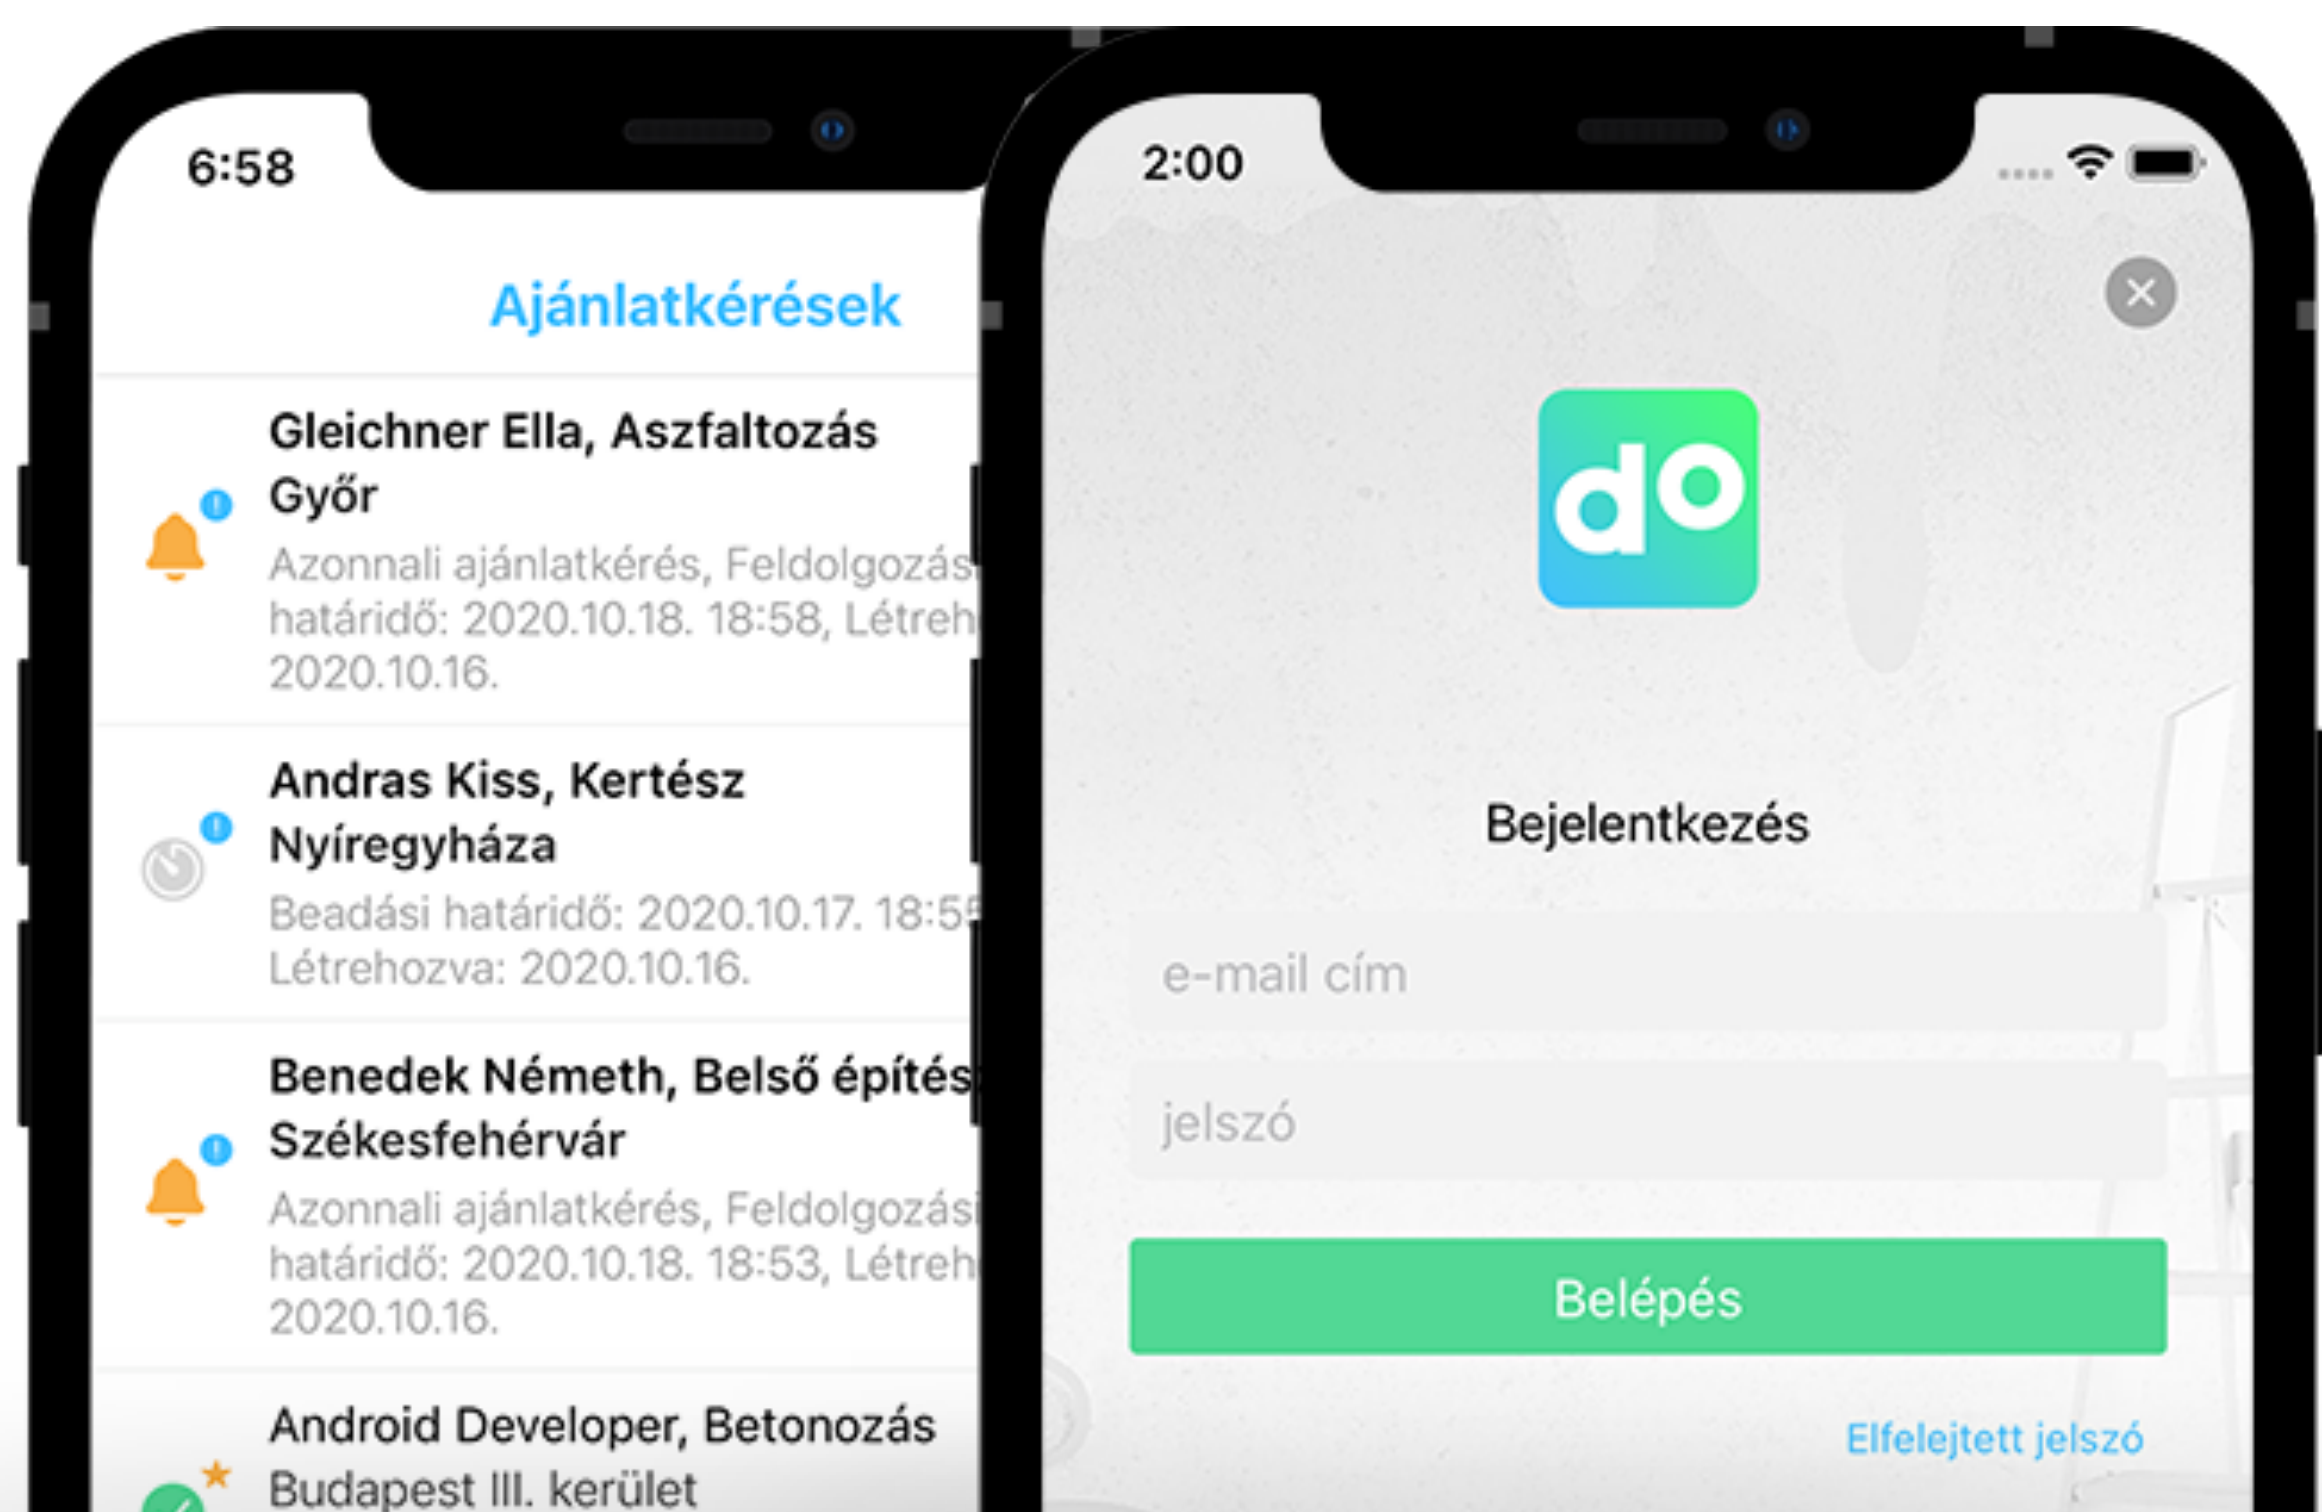 6:58
Ajánlatkérések
Gleichner Ella, Aszfaltozás
Győr
Azonnali ajánlatkérés, Feldolgozás
határidő: 2020.10.18. 18:58, Létreh
2020.10.16.
Andras Kiss, Kertész
Nyíregyháza
Beadási határidő: 2020.10.17. 18:55
Létrehozva: 2020.10.16.
Benedek Németh, Belső építés
Székesfehérvár
Azonnali ajánlatkérés, Feldolgozási
határidő: 2020.10.18. 18:53, Létreh
2020.10.16.
Android Developer, Betonozás
Budapest III. kerület
2:00
do
Bejelentkezés
e-mail cím
jelszó
Belépés
Elfelejtett jelszó